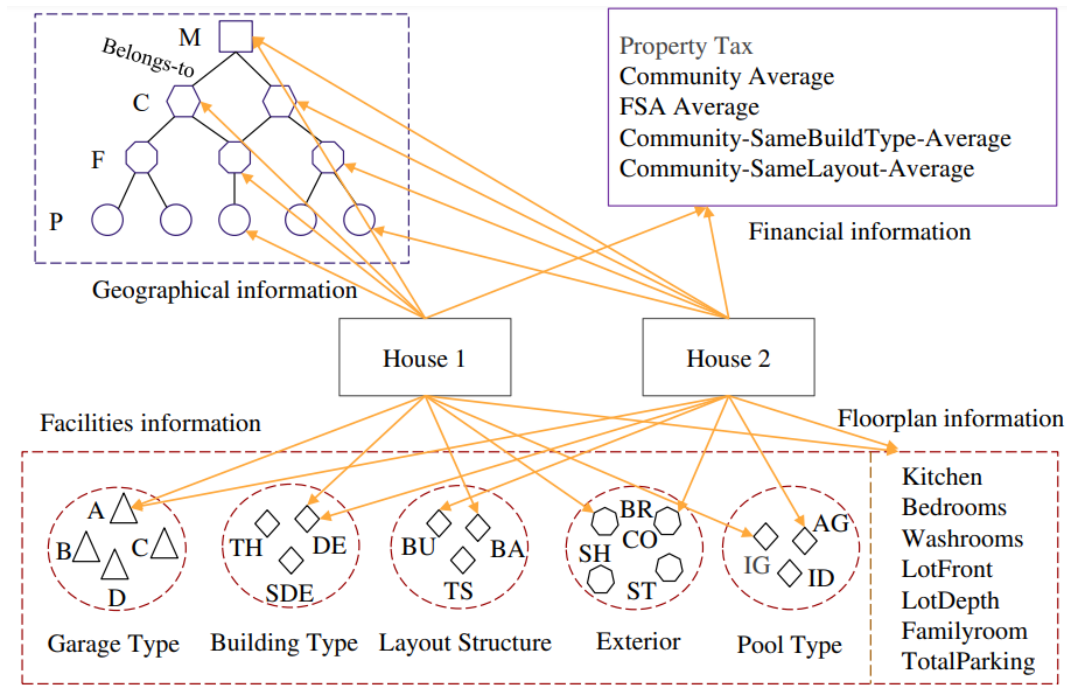 M
Belongs-to
C
F
P
Geographical information
Property Tax
Community Average
FSA Average
Community-SameBuildType-Average
Community-SameLayout-Average
Financial information
House 1
House 2
Facilities information
Floorplan information
A
B
C
D
Garage Type
TH
DE
SDE
Building Type
BU
BA
TS
Layout Structure
BR
CO
SH
ST
Exterior
AG
IG
ID
Pool Type
Kitchen
Bedrooms
Washrooms
LotFront
LotDepth
Familyroom
TotalParking